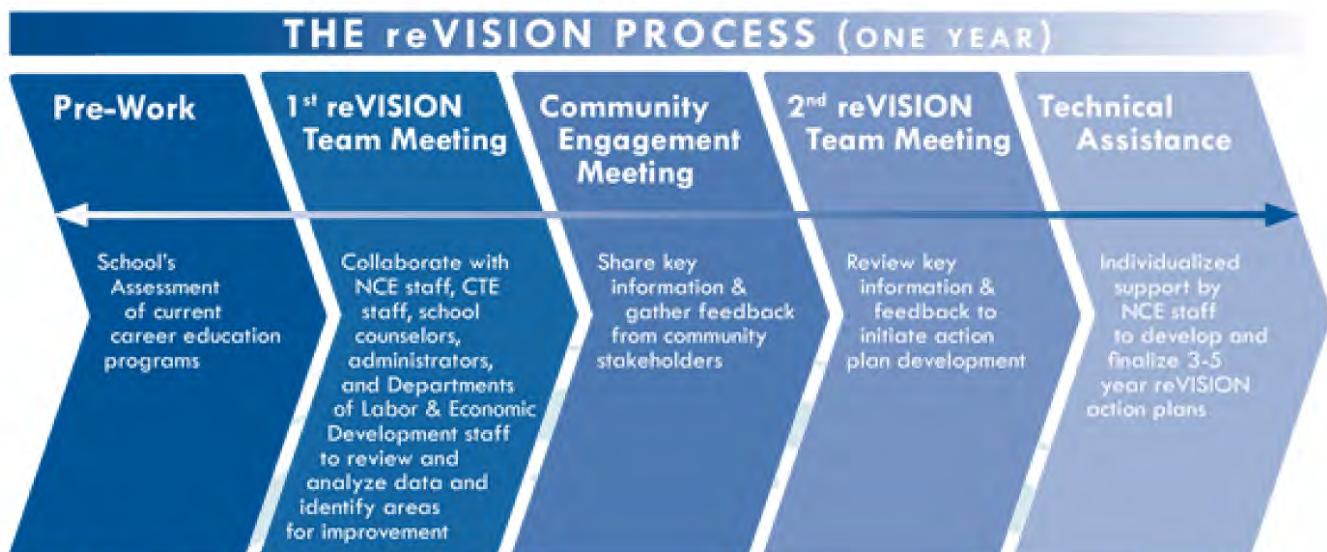 THE reVISION PROCESS (ONE YEAR)
Pre-Work
School's
Assessment
of current
career education
programs
1st reVISION
Team Meeting
Collaborate with
NCE staff, CTE
staff, school
counselors,
administrators,
and Departments
of Labor & Economic
Development staff
to review and
analyze data and
identify areas
for improvement
Community
Engagement
Meeting
Share key
information &
gather feedback
from community
stakeholders
2nd reVISION
Team Meeting
Review key
information &
feedback to
initiate action
plan development
Technical
Assistance
Individualized
support by
NCE staff
to develop and
finalize 3-5
year reVISION
action plans